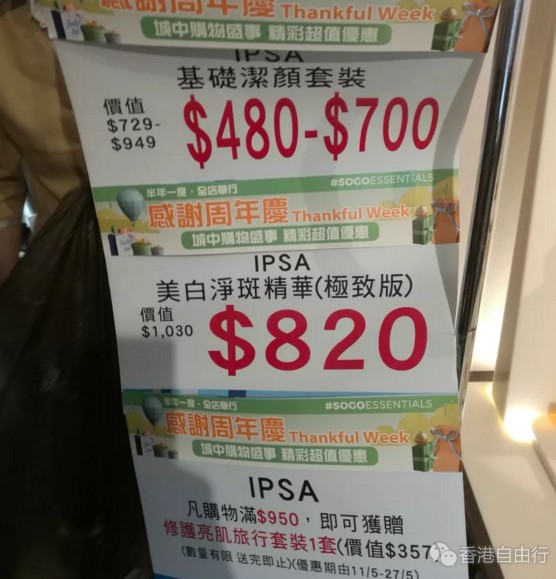 感謝周年慶 Thankful Week
城中購物盛事 精彩超值優惠
IPSA
基礎潔顏套裝
價值
$729-
$949
$480-$700
#SOGOESSENTIALS
半年一度·全店舉行
感謝周年慶 Thankful Week
城中購物盛事 精彩超值優惠
IPSA
美白淨斑精華(極致版)
價值
$1,030
$820
半年一度·全店舉行
#SOGOESSENTIALS
感謝周年慶 Thankful Week
城中購物盛事 精彩超值優惠
IPSA
凡購物滿$950，即可獲贈
修護亮肌旅行套裝1套(價值$357)
(數量有限 送完即止)(優惠期由11/5-27/5)
香港自由行